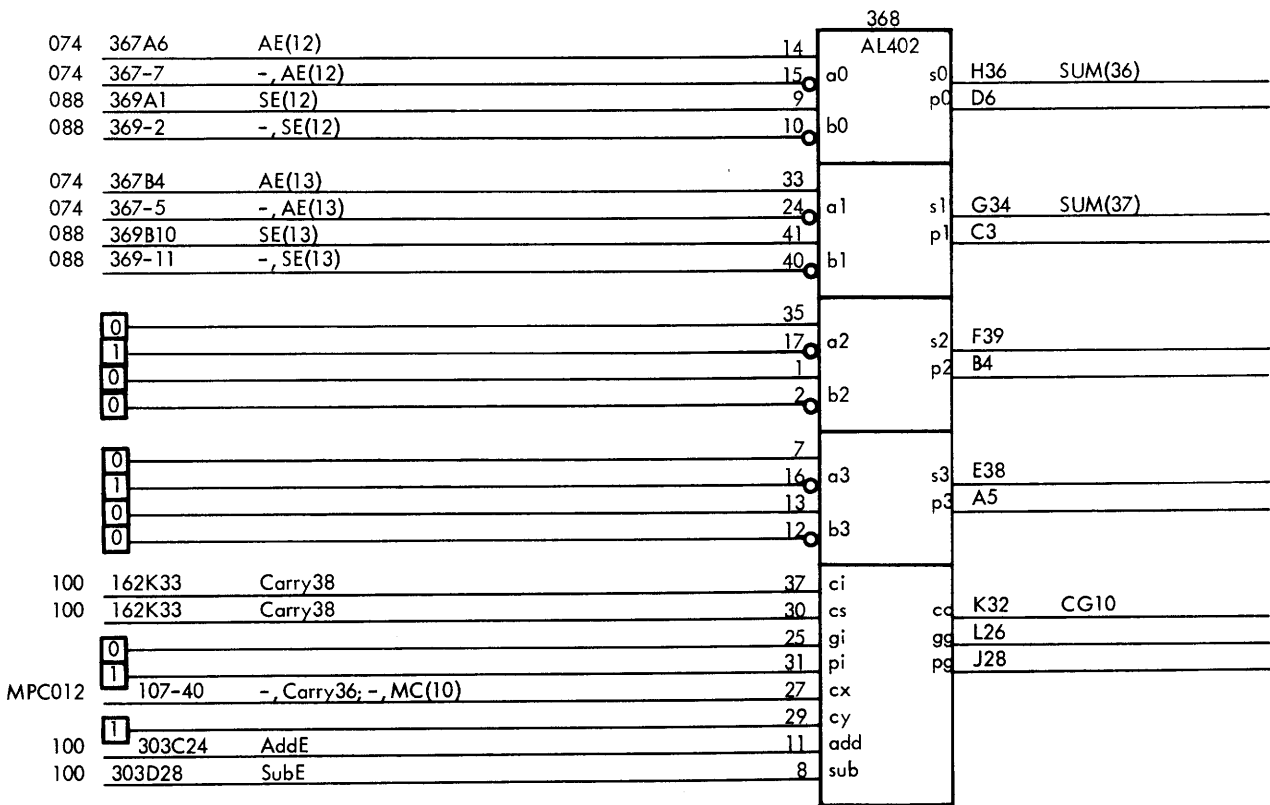 368
074 367A6 AE(12) 14 AL402
074 367-7 -, AE(12) 15 a0 s0 H36 SUM(36)
088 369A1 SE(12) 9 p0 D6
088 369-2 -, SE(12) 10 b0
074 367B4 AE(13) 33
074 367-5 -, AE(13) 24 a1 s1 G34 SUM(37)
088 369B10 SE(13) 41 p1 C3
088 369-11 -, SE(13) 40 b1
0 35
1 17 a2 s2 F39
0 1 p2 B4
0 2 b2
0 7
1 16 a3 s3 E38
0 13 p3 A5
0 12 b3
100 162K33 Carry38 37 ci
100 162K33 Carry38 30 cs co K32 CG10
0 25 gi gg L26
1 31 pi pg J28
MPC012 107-40 -, Carry36; -, MC(10) 27 cx
1 29 cy
100 303C24 AddE 11 add
100 303D28 SubE 8 sub